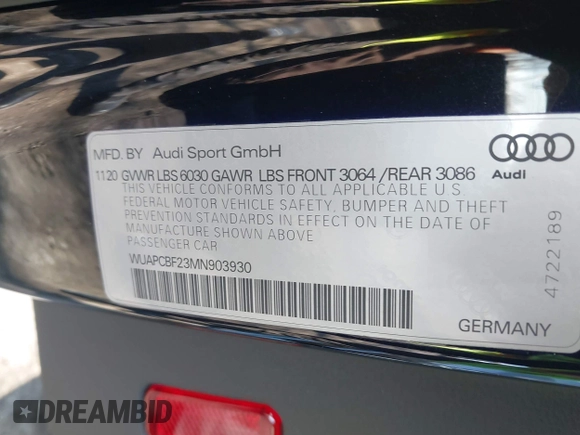 MFD. BY Audi Sport GmbH
11 20 GVWR LBS 6030 GAWR LBS FRONT 3064 /REAR 3086
THIS VEHICLE CONFORMS TO ALL APPLICABLE U S
FEDERAL MOTOR VEHICLE SAFETY, BUMPER AND THEFT
PREVENTION STANDARDS IN EFFECT ON THE DATE OF
MANUFACTURE SHOWN ABOVE
PASSENGER CAR
WUAPCBF23MN903930
Audi
4722189
GERMANY
DREAMBID